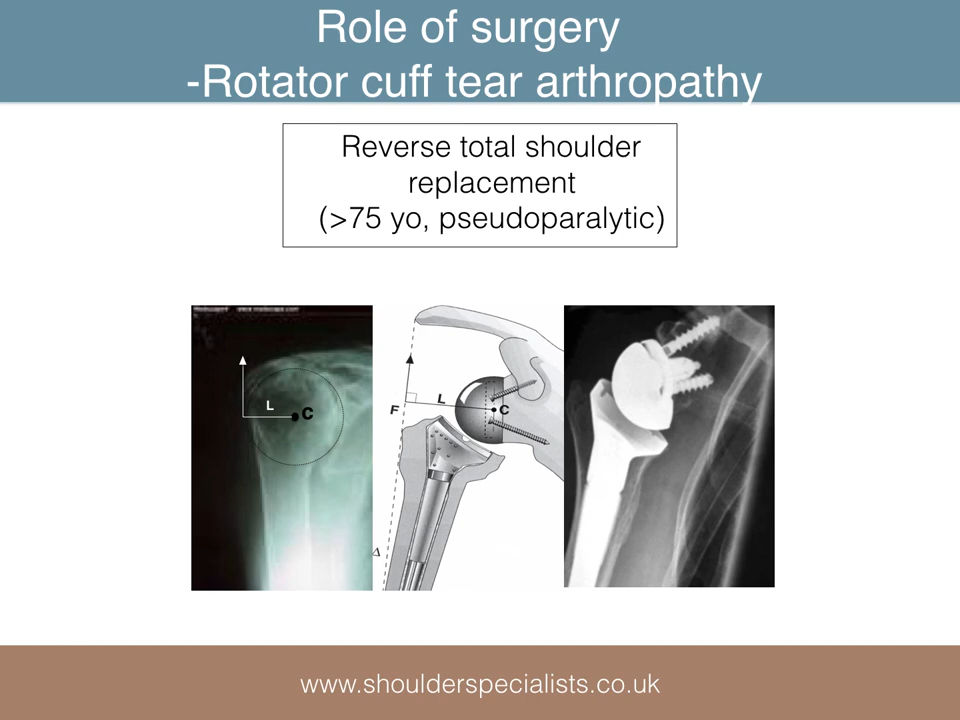 Role of surgery
-Rotator cuff tear arthropathy
Reverse total shoulder
replacement
(>75 yo, pseudoparalytic)
L
C
F
L
C
Δ
www.shoulderspecialists.co.uk